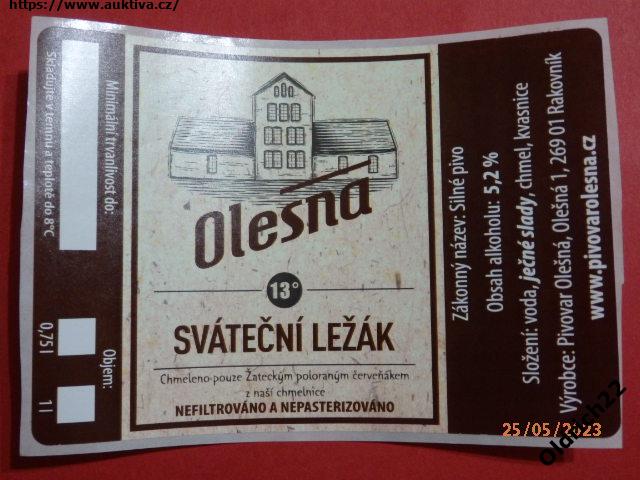 https://www.auktiva.cz/
Minimální trvanlivost do:
Skladujte v temnu a teplotě do 8°C
Objem:
0,75 l
1 l
Olešná
13°
SVÁTEČNÍ LEŽÁK
Chmeleno pouze Žateckým poloraným červeňákem
z naší chmelnice
NEFILTROVÁNO A NEPASTERIZOVÁNO
Zákonný název: Silné pivo
Obsah alkoholu: 5,2 %
Složení: voda, ječné slady, chmel, kvasnice
Výrobce: Pivovar Olešná, Olešná 1, 269 01 Rakovník
www.pivovarolesna.cz
25/05/2023
Oldrich22